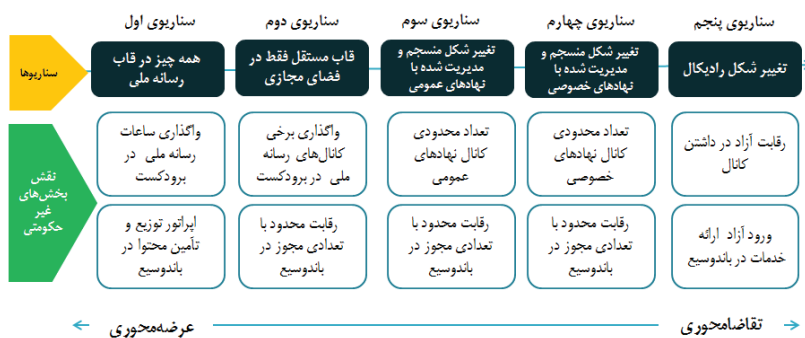 سناریوی اول
سناریوی دوم
سناریوی سوم
سناریوی چهارم
سناریوی پنجم
سناریوها
همه چیز در قاب
رسانه ملی
قاب مستقل فقط در
فضای مجازی
تغییر شکل منسجم و
مدیریت شده با
نهادهای عمومی
تغییر شکل منسجم و
مدیریت شده با
نهادهای خصوصی
تغییر شکل رادیکال
نقش
بخش‌های
غیر
حکومتی
واگذاری ساعات
رسانه ملی در
برودکست
واگذاری برخی
کانال‌های رسانه
ملی در برودکست
تعداد محدودی
کانال نهادهای
عمومی
تعداد محدودی
کانال نهادهای
خصوصی
رقابت آزاد در داشتن
کانال
اپراتور توزیع و
تأمین محتوا در
باندوسیع
رقابت محدود با
تعدادی مجوز در
باندوسیع
رقابت محدود با
تعدادی مجوز در
باندوسیع
رقابت محدود با
تعدادی مجوز در
باندوسیع
ورود آزاد ارائه
خدمات در باندوسیع
عرضه‌محوری
تقاضامحوری